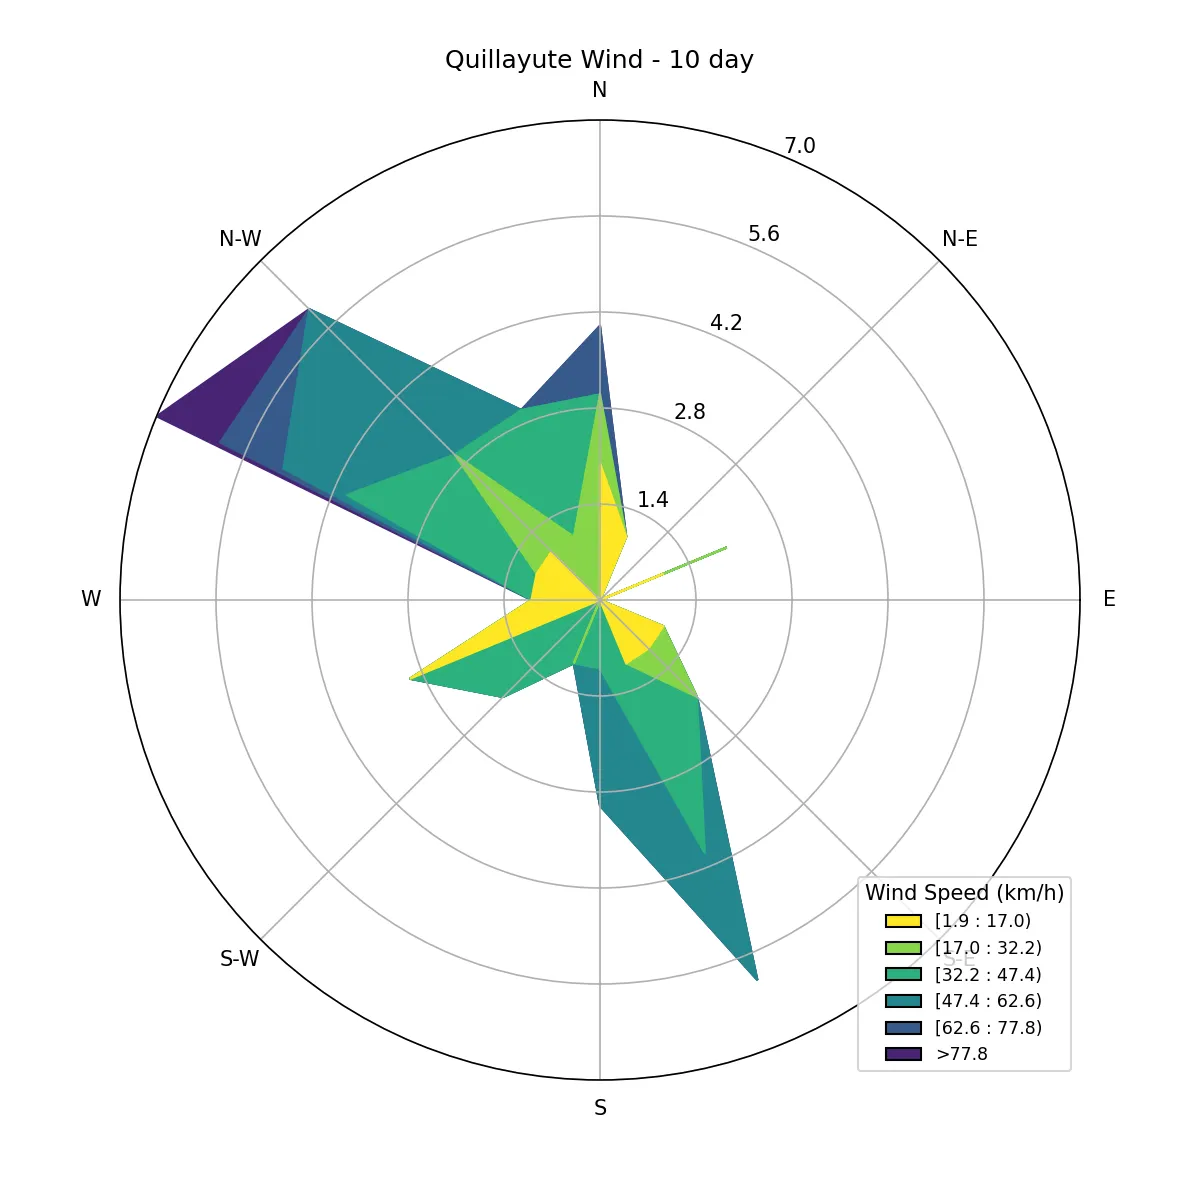 Quillayute Wind - 10 day
N
7.0
N-W
5.6
N-E
4.2
2.8
1.4
W
E
S-W
S-E
S
Wind Speed (km/h)
[1.9 : 17.0)
[17.0 : 32.2)
[32.2 : 47.4)
[47.4 : 62.6)
[62.6 : 77.8)
>77.8